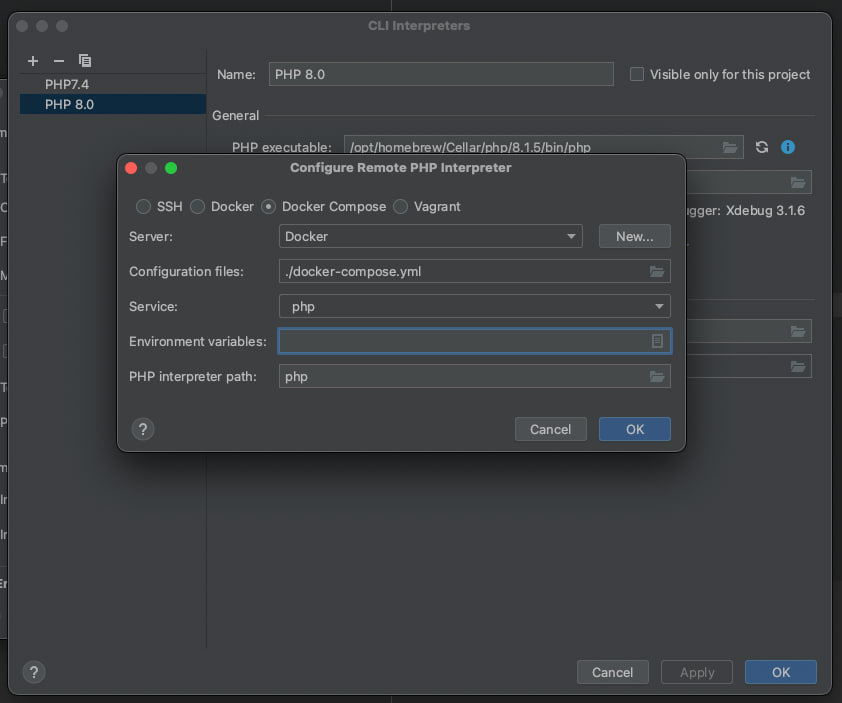 CLI Interpreters
PHP7.4
PHP 8.0
Name: PHP 8.0 Visible only for this project
General
PHP executable: /opt/homebrew/Cellar/php/8.1.5/bin/php
Configure Remote PHP Interpreter
SSH Docker Docker Compose Vagrant
ugger: Xdebug 3.1.6
Server: Docker New...
Configuration files: ./docker-compose.yml
Service: php
Environment variables:
PHP interpreter path: php
? Cancel OK
? Cancel Apply OK